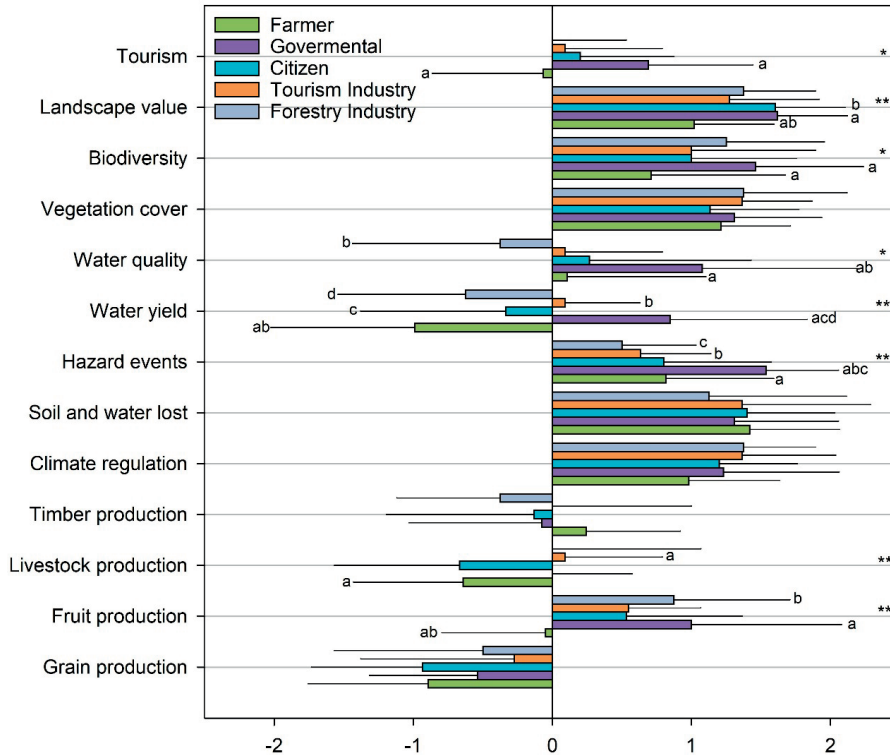 Farmer
Govermental
Citizen
Tourism Industry
Forestry Industry
Tourism
a
a
*
Landscape value
b
a
ab
**
Biodiversity
a
a
*
Vegetation cover
Water quality
b
ab
a
*
Water yield
d
c
ab
b
acd
**
Hazard events
c
b
abc
a
**
Soil and water lost
Climate regulation
Timber production
Livestock production
a
a
**
Fruit production
b
a
ab
**
Grain production
-2 -1 0 1 2